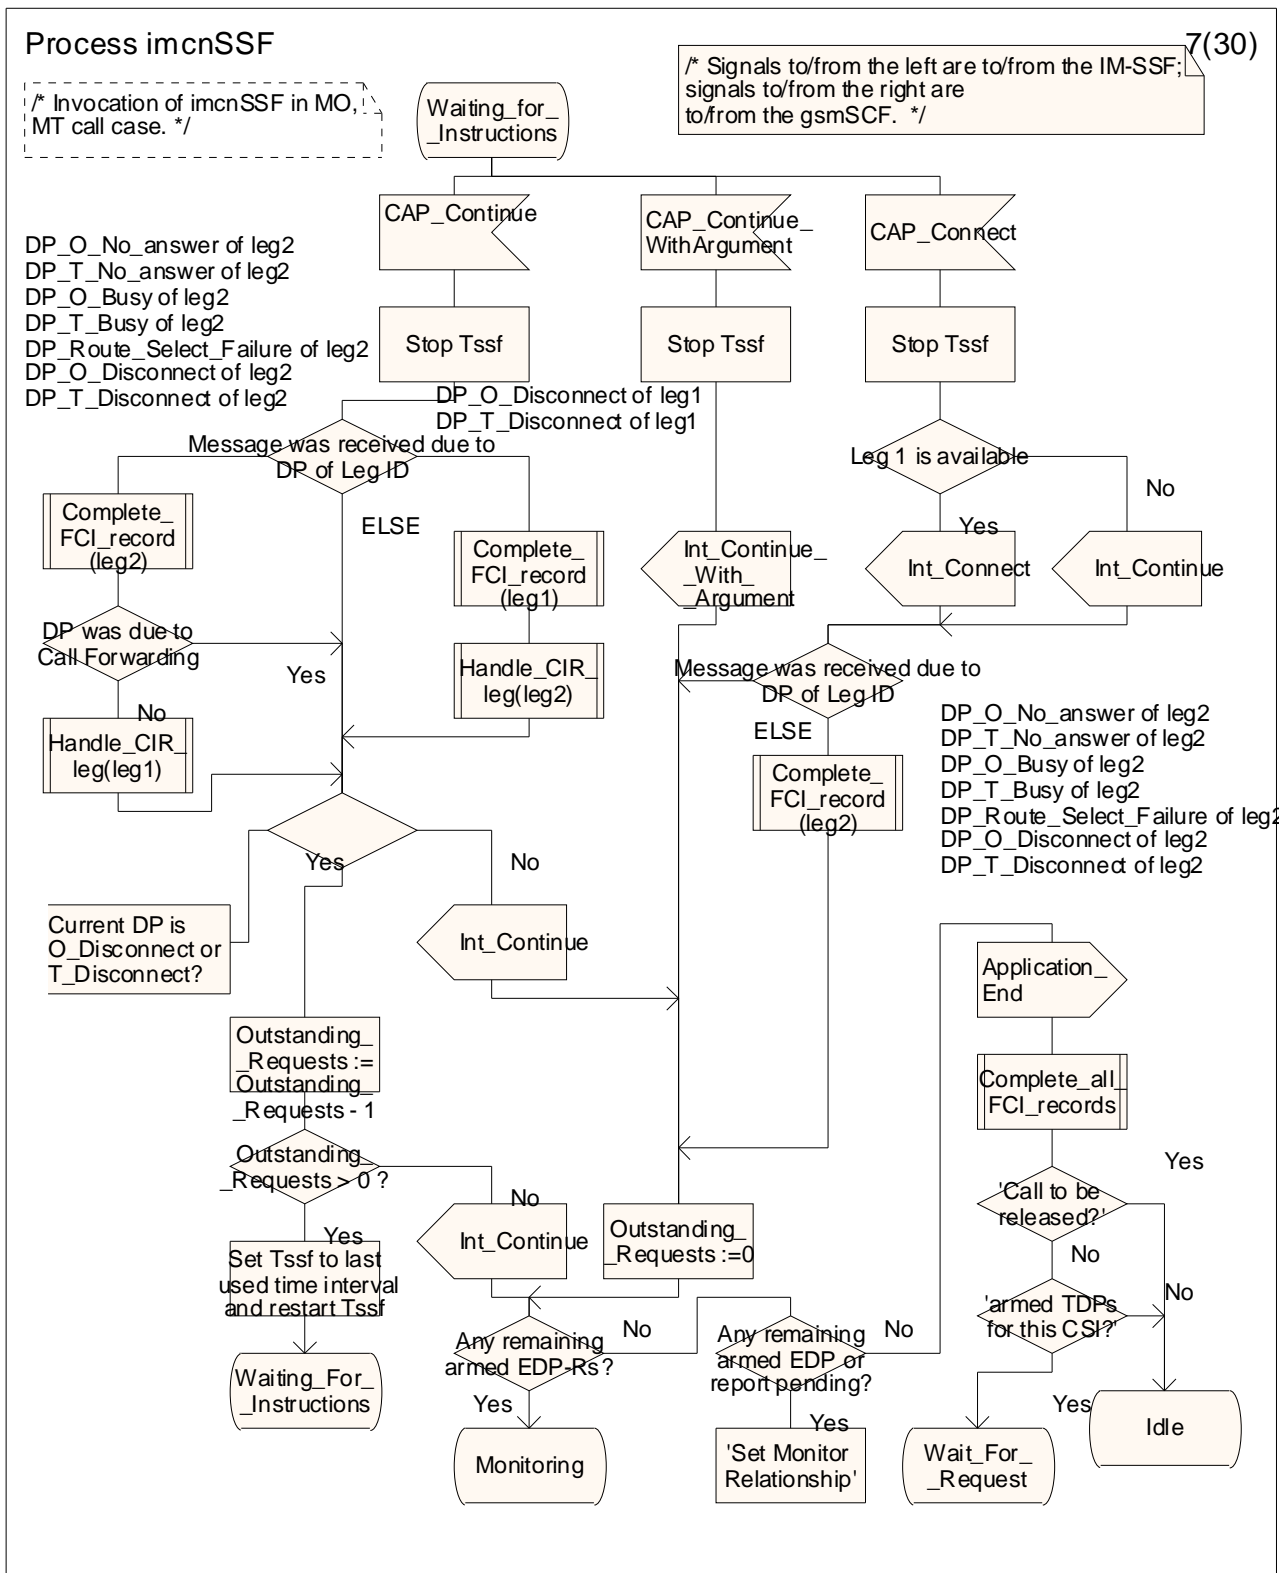 Process imcnSSF
7(30)
/* Invocation of imcnSSF in MO,
MT call case. */
/* Signals to/from the left are to/from the IM-SSF;
signals to/from the right are
to/from the gsmSCF. */
Waiting_for_
_Instructions
CAP_Continue
CAP_Continue_
WithArgument
CAP_Connect
DP_O_No_answer of leg2
DP_T_No_answer of leg2
DP_O_Busy of leg2
DP_T_Busy of leg2
DP_Route_Select_Failure of leg2
DP_O_Disconnect of leg2
DP_T_Disconnect of leg2
Stop Tssf
Stop Tssf
Stop Tssf
DP_O_Disconnect of leg1
DP_T_Disconnect of leg1
Message was received due to
DP of Leg ID
Leg 1 is available
No
Yes
ELSE
Complete_
FCI_record
(leg2)
Complete_
FCI_record
(leg1)
Int_Continue_
_With_
_Argument
Int_Connect
Int_Continue
DP was due to
Call Forwarding
Yes
No
Handle_CIR_
leg(leg2)
Handle_CIR_
leg(leg1)
Message was received due to
DP of Leg ID
ELSE
Complete_
FCI_record
(leg2)
DP_O_No_answer of leg2
DP_T_No_answer of leg2
DP_O_Busy of leg2
DP_T_Busy of leg2
DP_Route_Select_Failure of leg2
DP_O_Disconnect of leg2
DP_T_Disconnect of leg2
Yes
No
Current DP is
O_Disconnect or
T_Disconnect?
Int_Continue
Application_
End
Outstanding_
_Requests :=
Outstanding_
_Requests - 1
Complete_all_
FCI_records
Outstanding_
_Requests > 0 ?
No
Yes
Int_Continue
Outstanding_
_Requests :=0
'Call to be
released?'
Yes
No
Set Tssf to last
used time interval
and restart Tssf
'armed TDPs
for this CSI?'
No
Yes
Any remaining
armed EDP-Rs?
No
Yes
Any remaining
armed EDP or
report pending?
No
Yes
Waiting_For_
_Instructions
Monitoring
'Set Monitor
Relationship'
Wait_For_
_Request
Idle